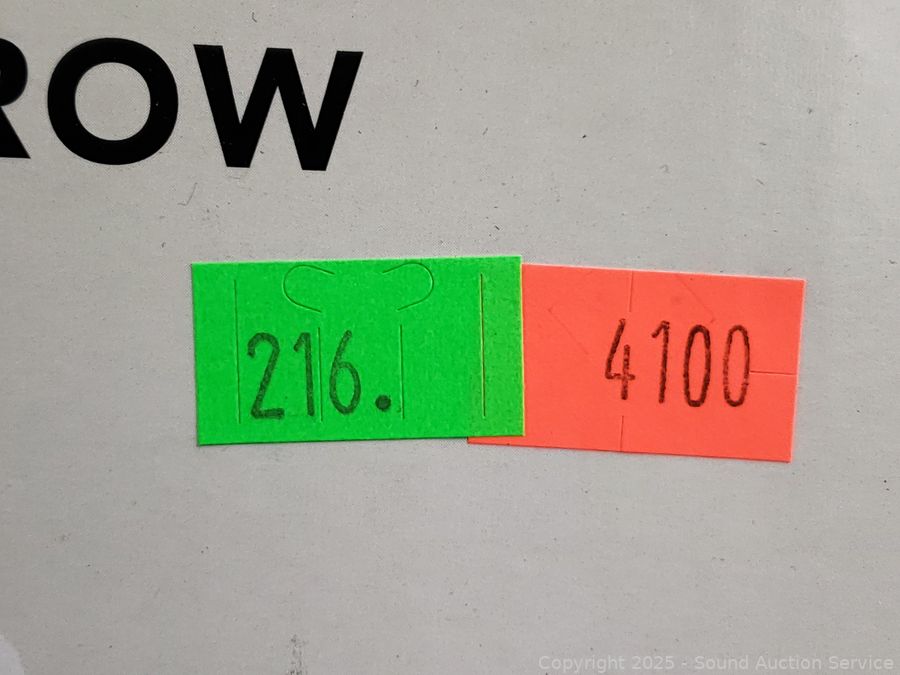 ROW
216.
4100
Copyright 2025 - Sound Auction Service